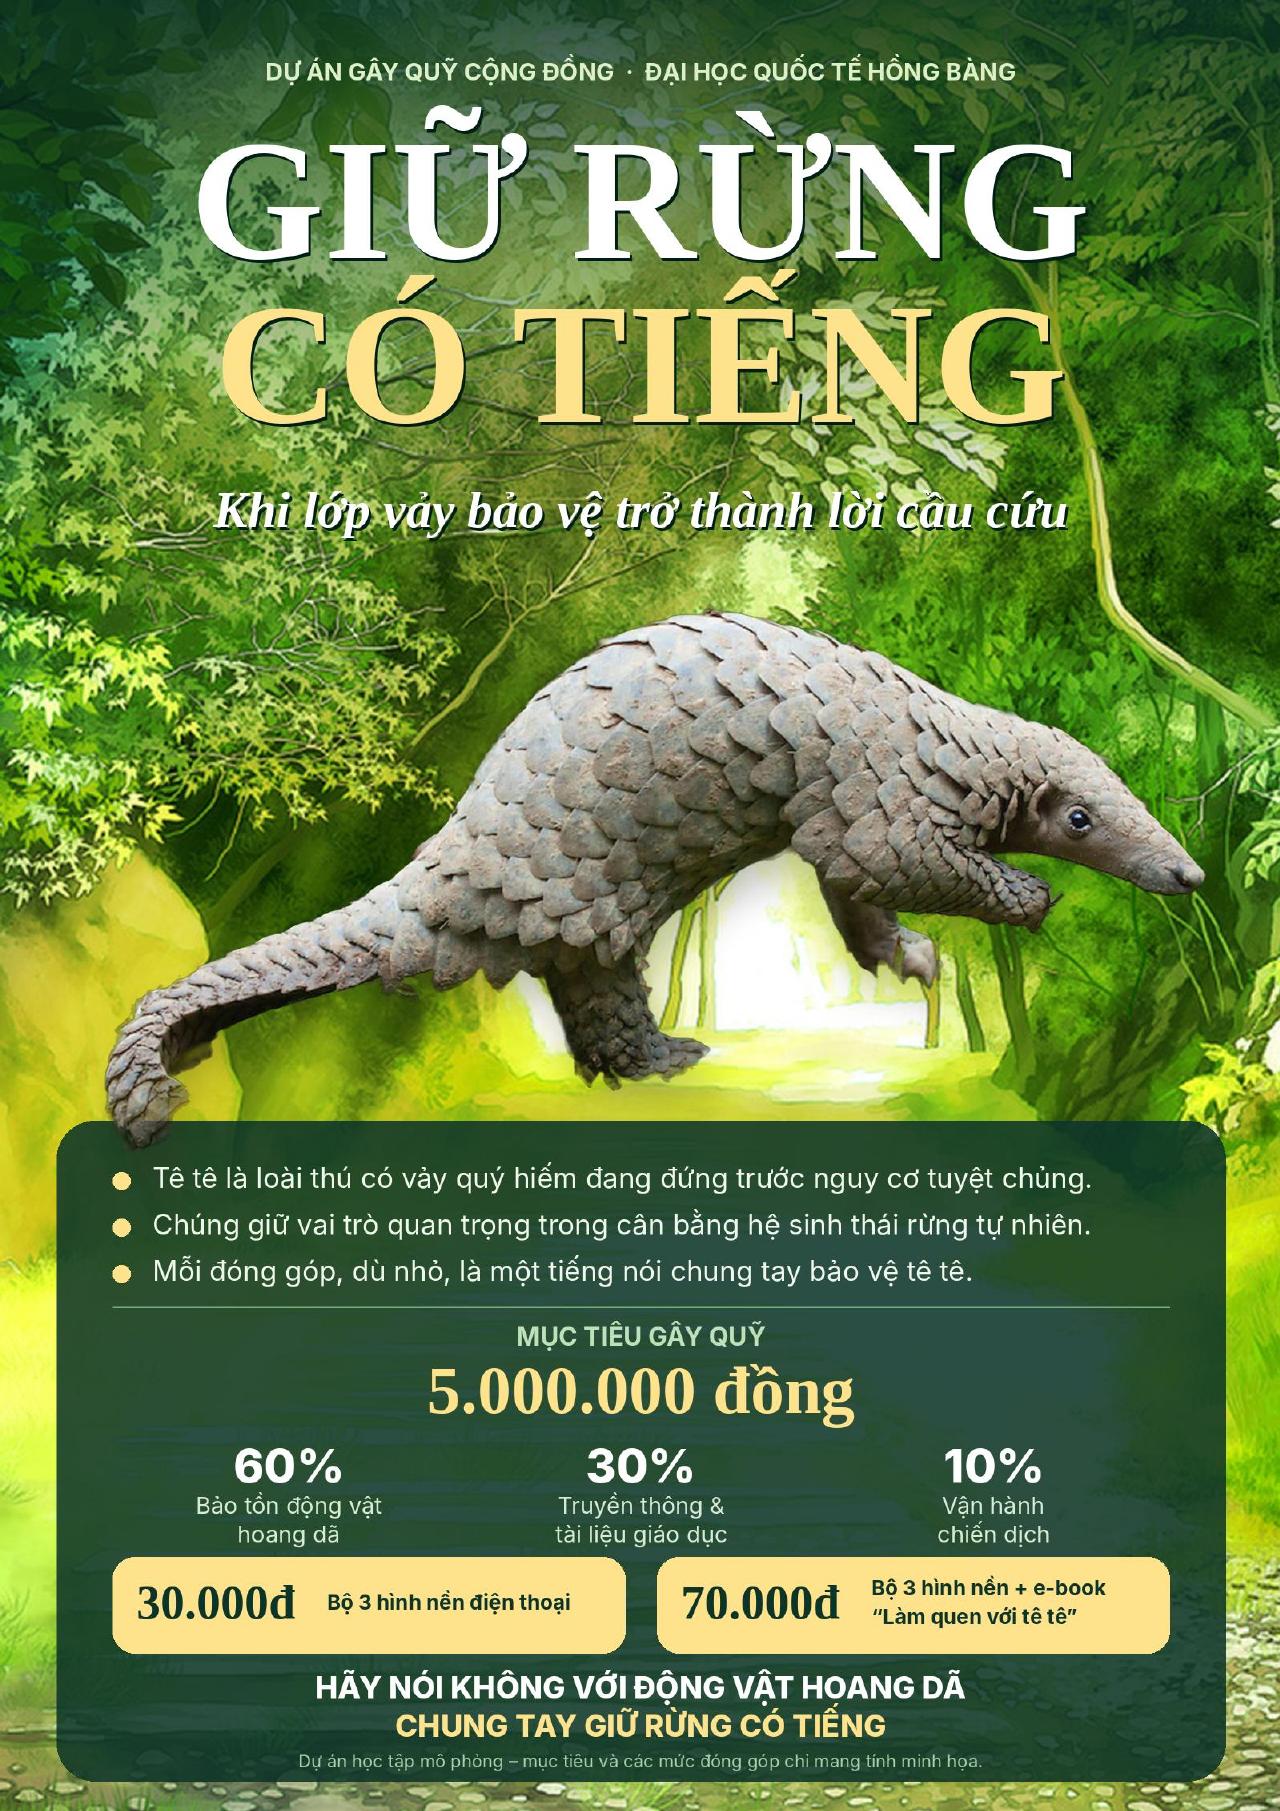 DỰ ÁN GÂY QUỸ CỘNG ĐỒNG · ĐẠI HỌC QUỐC TẾ HỒNG BÀNG
GIỮ RỪNG
CÓ TIẾNG
Khi lớp vảy bảo vệ trở thành lời cầu cứu
Tê tê là loài thú có vảy quý hiếm đang đứng trước nguy cơ tuyệt chủng.
Chúng giữ vai trò quan trọng trong cân bằng hệ sinh thái rừng tự nhiên.
Mỗi đóng góp, dù nhỏ, là một tiếng nói chung tay bảo vệ tê tê.
MỤC TIÊU GÂY QUỸ
5.000.000 đồng
60%
Bảo tồn động vật
hoang dã
30%
Truyền thông &
tài liệu giáo dục
10%
Vận hành
chiến dịch
30.000đ
Bộ 3 hình nền điện thoại
70.000đ
Bộ 3 hình nền + e-book
“Làm quen với tê tê”
HÃY NÓI KHÔNG VỚI ĐỘNG VẬT HOANG DÃ
CHUNG TAY GIỮ RỪNG CÓ TIẾNG
Dự án học tập mô phỏng – mục tiêu và các mức đóng góp chỉ mang tính minh họa.